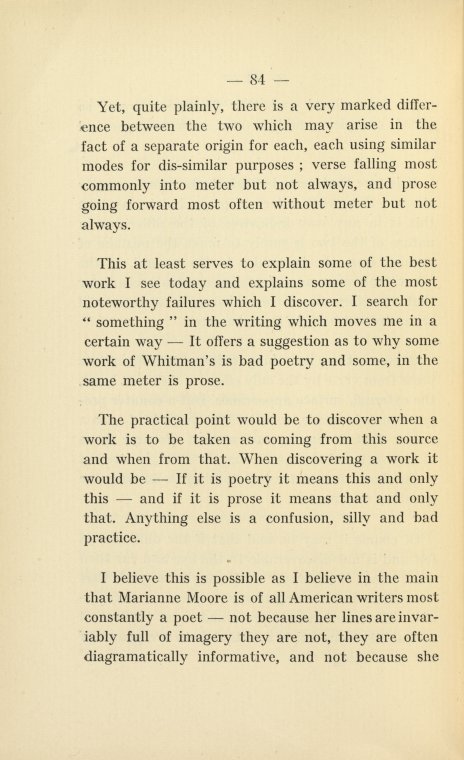 — 84 —
Yet, quite plainly, there is a very marked differ-
ence between the two which may arise in the
fact of a separate origin for each, each using similar
modes for dis-similar purposes ; verse falling most
commonly into meter but not always, and prose
going forward most often without meter but not
always.
This at least serves to explain some of the best
work I see today and explains some of the most
noteworthy failures which I discover. I search for
“ something ” in the writing which moves me in a
certain way — It offers a suggestion as to why some
work of Whitman's is bad poetry and some, in the
same meter is prose.
The practical point would be to discover when a
work is to be taken as coming from this source
and when from that. When discovering a work it
would be — If it is poetry it means this and only
this — and if it is prose it means that and only
that. Anything else is a confusion, silly and bad
practice.
I believe this is possible as I believe in the main
that Marianne Moore is of all American writers most
constantly a poet — not because her lines are invar-
iably full of imagery they are not, they are often
diagramatically informative, and not because she